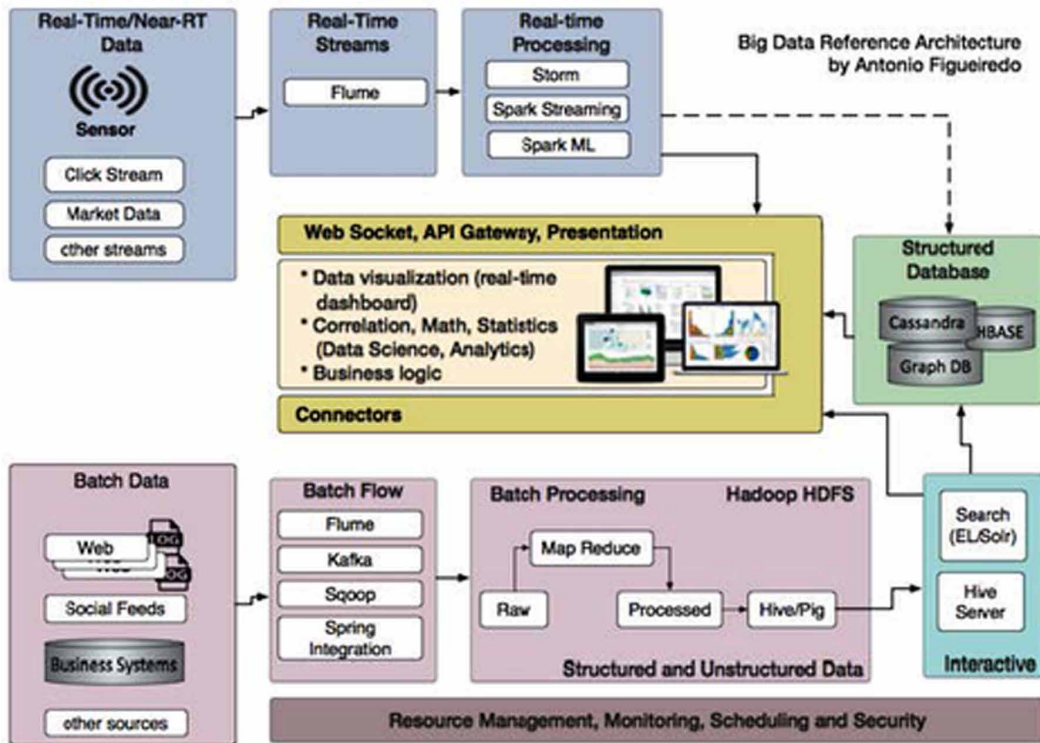 Real-Time/Near-RT
Data
Sensor
Click Stream
Market Data
other streams
Real-Time
Streams
Flume
Real-time
Processing
Storm
Spark Streaming
Spark ML
Big Data Reference Architecture
by Antonio Figueiredo
Web Socket, API Gateway, Presentation
* Data visualization (real-time
dashboard)
* Correlation, Math, Statistics
(Data Science, Analytics)
* Business logic
Connectors
Structured
Database
Cassandra
HBASE
Graph DB
Batch Data
Web
LOG
Web
LOG
Social Feeds
Business Systems
other sources
Batch Flow
Flume
Kafka
Sqoop
Spring
Integration
Batch Processing
Hadoop HDFS
Map Reduce
Raw
Processed
Hive/Pig
Structured and Unstructured Data
Search
(EL/Solr)
Hive
Server
Interactive
Resource Management, Monitoring, Scheduling and Security